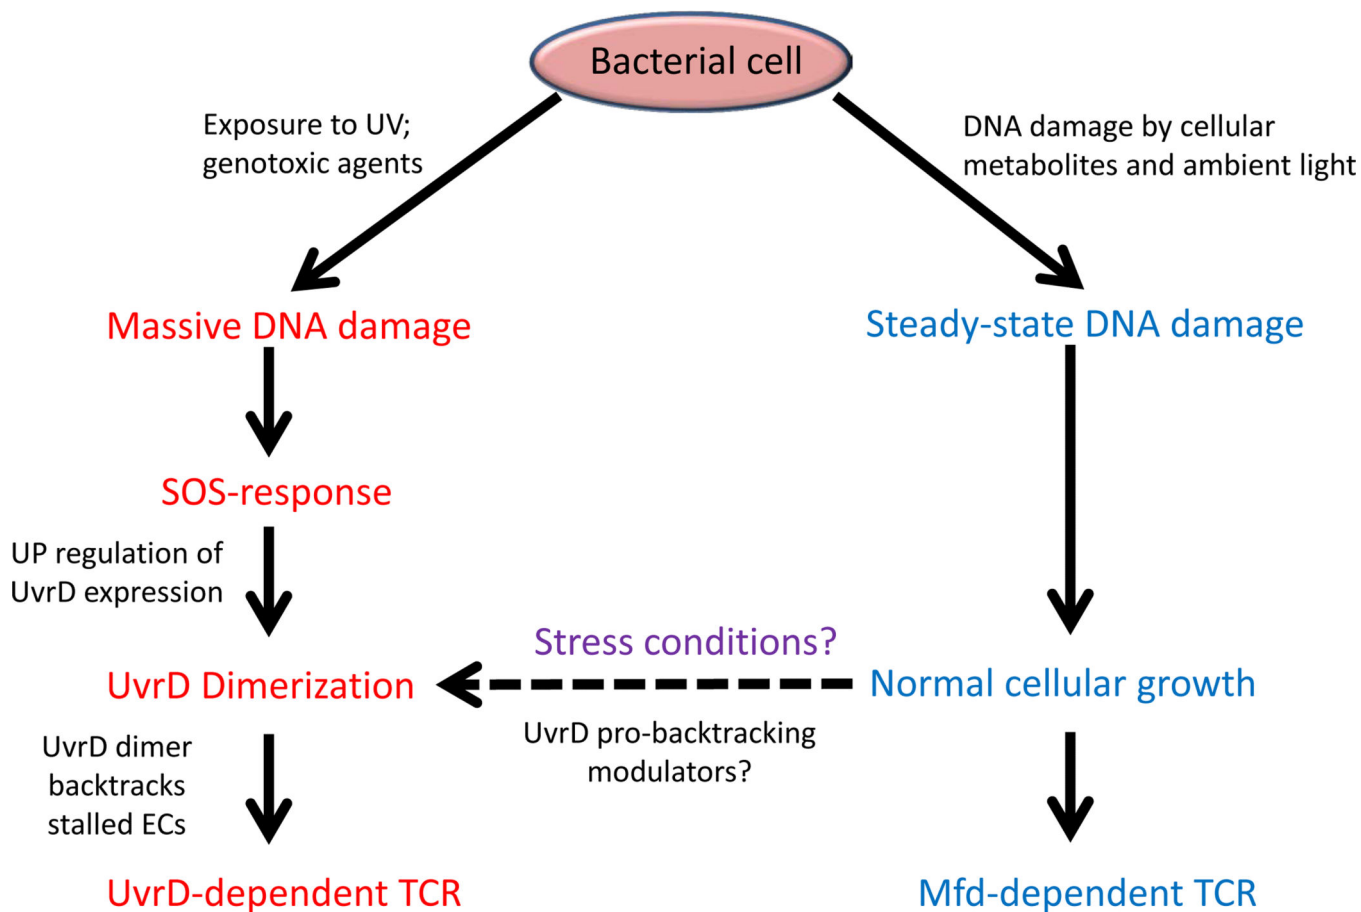 Bacterial cell
Exposure to UV;
genotoxic agents
DNA damage by cellular
metabolites and ambient light
Massive DNA damage
Steady-state DNA damage
SOS-response
UP regulation of
UvrD expression
Stress conditions?
UvrD Dimerization
Normal cellular growth
UvrD pro-backtracking
modulators?
UvrD dimer
backtracks
stalled ECs
UvrD-dependent TCR
Mfd-dependent TCR